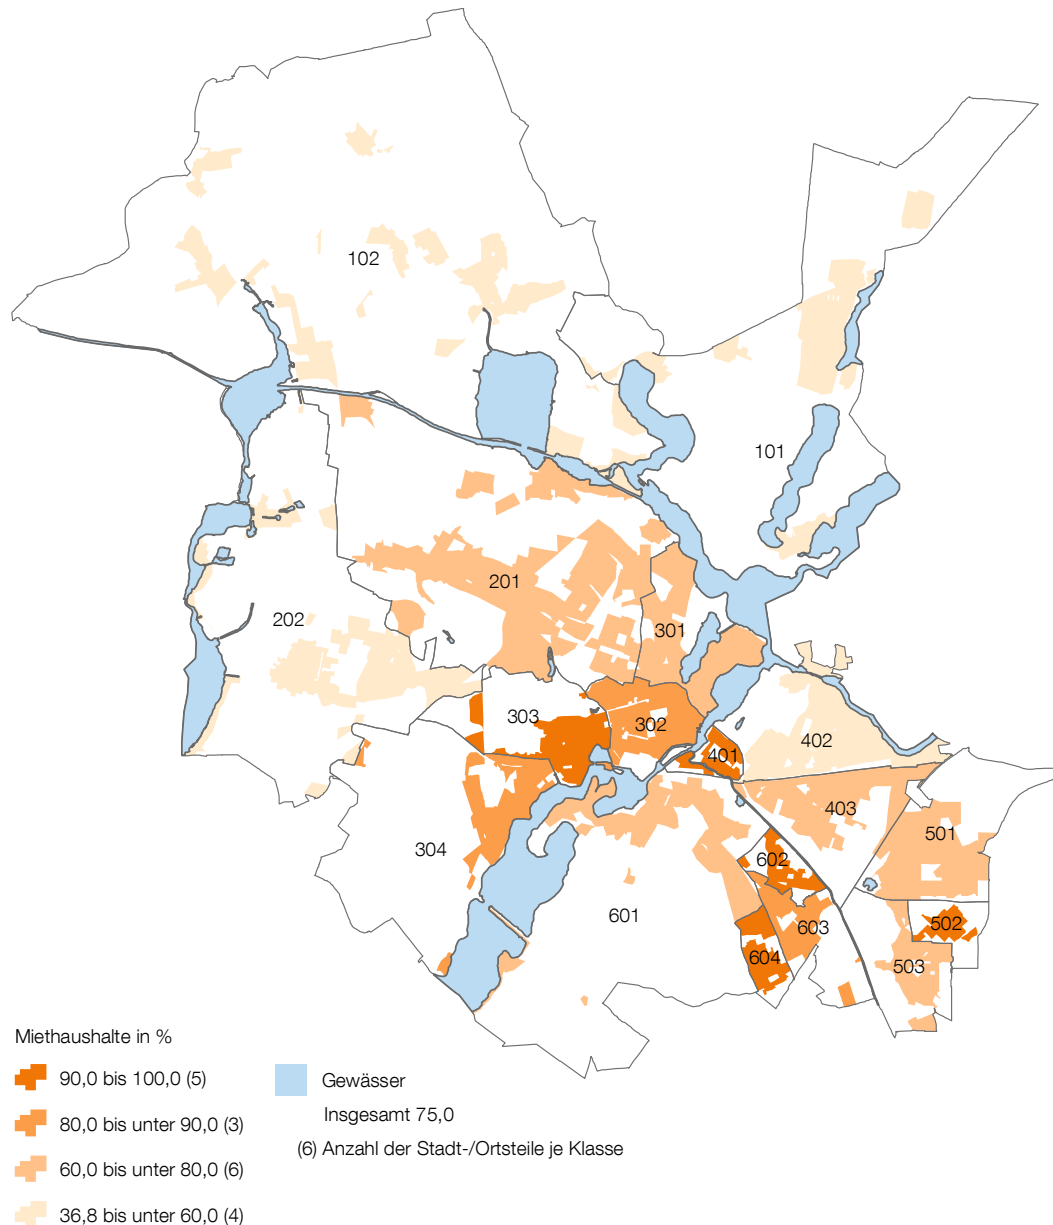 102
101
201
202
301
303
302
401
402
403
501
304
602
601
603
502
604
503
Miethaushalte in %
90,0 bis 100,0 (5)
80,0 bis unter 90,0 (3)
60,0 bis unter 80,0 (6)
36,8 bis unter 60,0 (4)
Gewässer
Insgesamt 75,0
(6) Anzahl der Stadt-/Ortsteile je Klasse